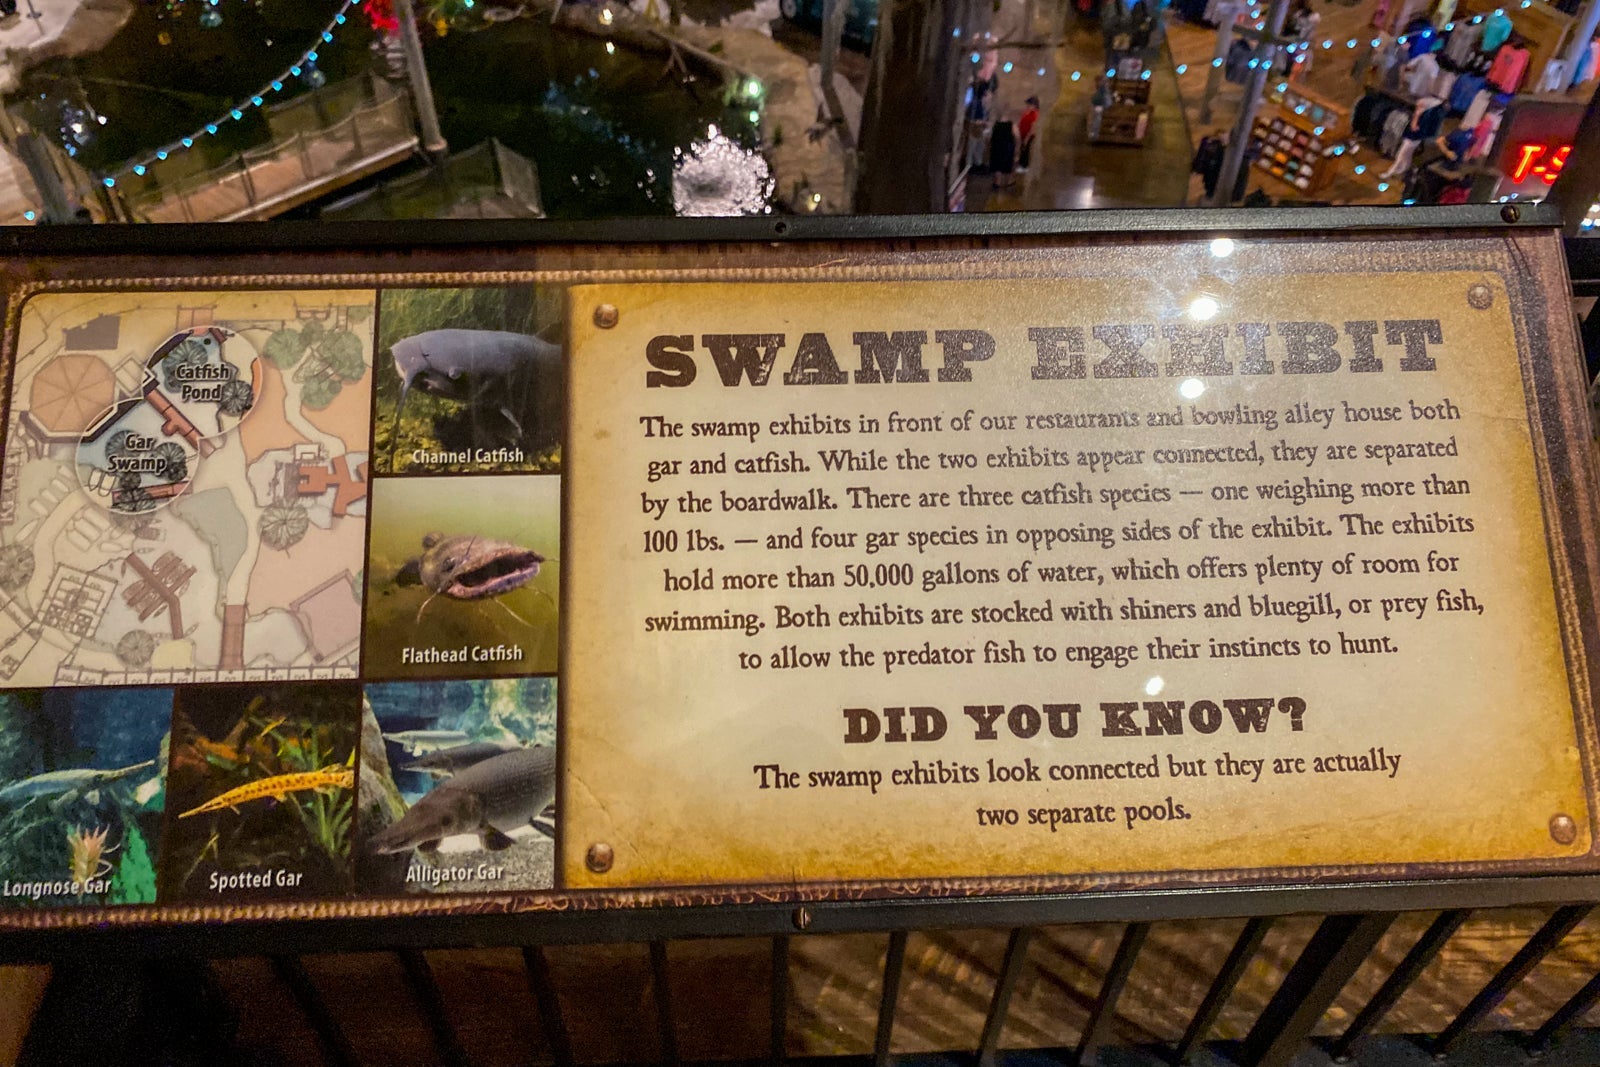 T-S
Catfish
Pond
Gar
Swamp
Channel Catfish
Flathead Catfish
Longnose Gar
Spotted Gar
Alligator Gar
SWAMP EXHIBIT
The swamp exhibits in front of our restaurants and bowling alley house both
gar and catfish. While the two exhibits appear connected, they are separated
by the boardwalk. There are three catfish species — one weighing more than
100 lbs. — and four gar species in opposing sides of the exhibit. The exhibits
hold more than 50,000 gallons of water, which offers plenty of room for
swimming. Both exhibits are stocked with shiners and bluegill, or prey fish,
to allow the predator fish to engage their instincts to hunt.
DID YOU KNOW?
The swamp exhibits look connected but they are actually
two separate pools.